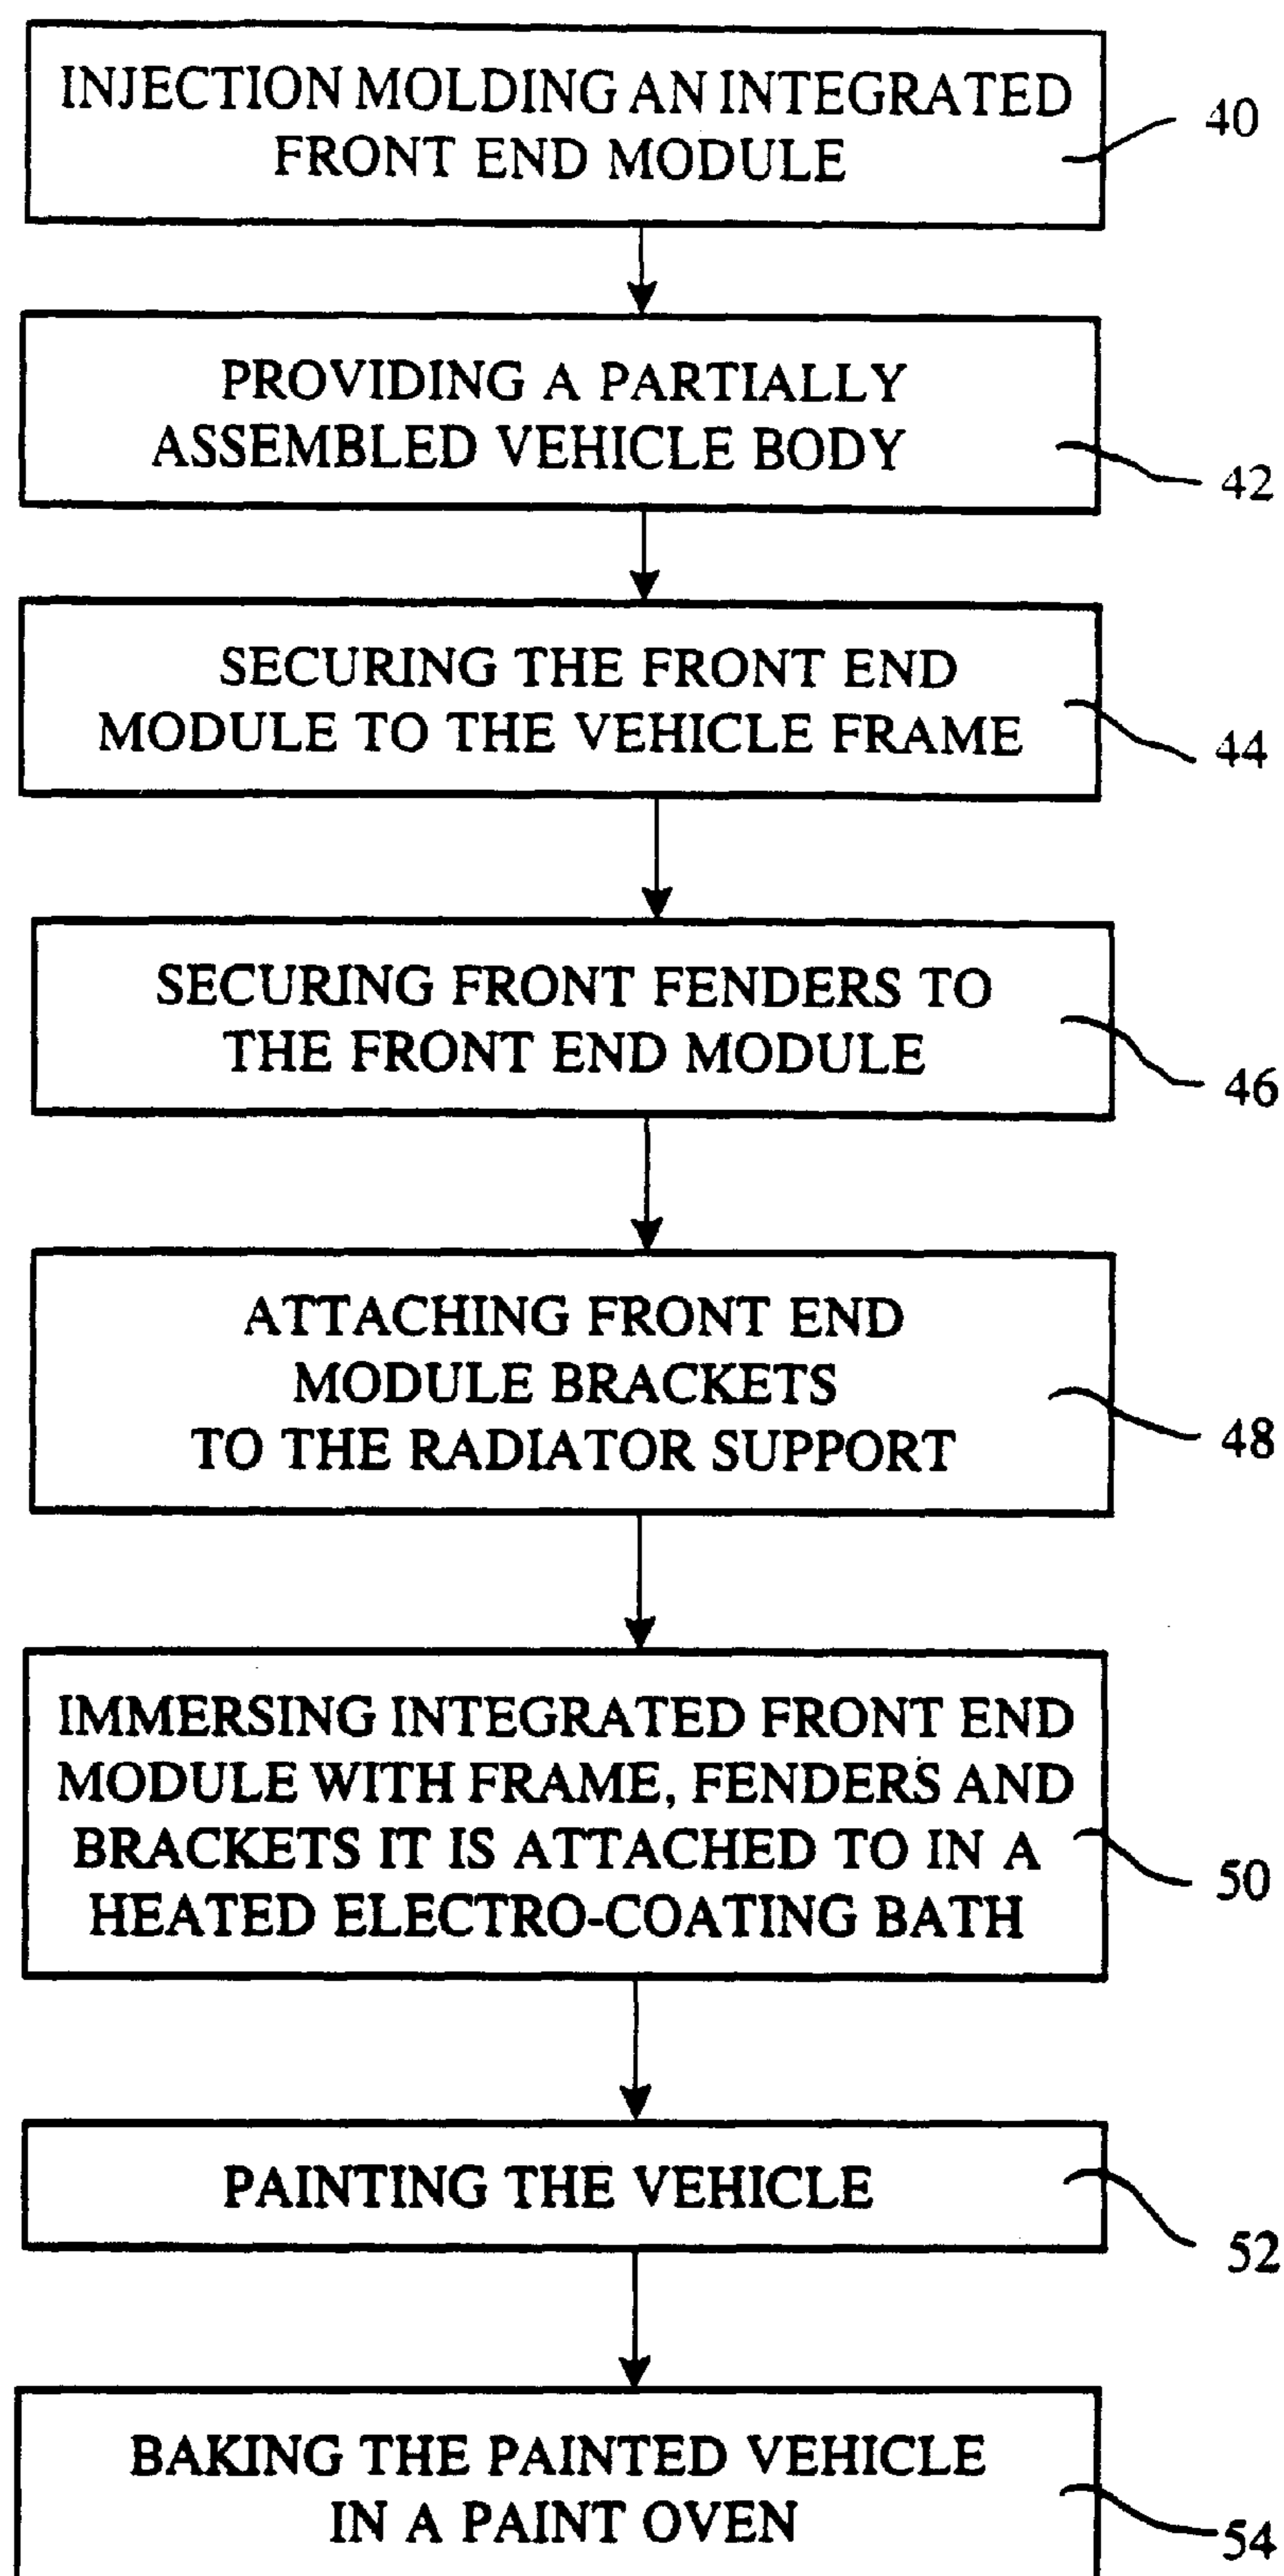 INJECTION MOLDING AN INTEGRATED
FRONT END MODULE
40
PROVIDING A PARTIALLY
ASSEMBLED VEHICLE BODY
42
SECURING THE FRONT END
MODULE TO THE VEHICLE FRAME
44
SECURING FRONT FENDERS TO
THE FRONT END MODULE
46
ATTACHING FRONT END
MODULE BRACKETS
TO THE RADIATOR SUPPORT
48
IMMERSING INTEGRATED FRONT END
MODULE WITH FRAME, FENDERS AND
BRACKETS IT IS ATTACHED TO IN A
HEATED ELECTRO-COATING BATH
50
PAINTING THE VEHICLE
52
BAKING THE PAINTED VEHICLE
IN A PAINT OVEN
54